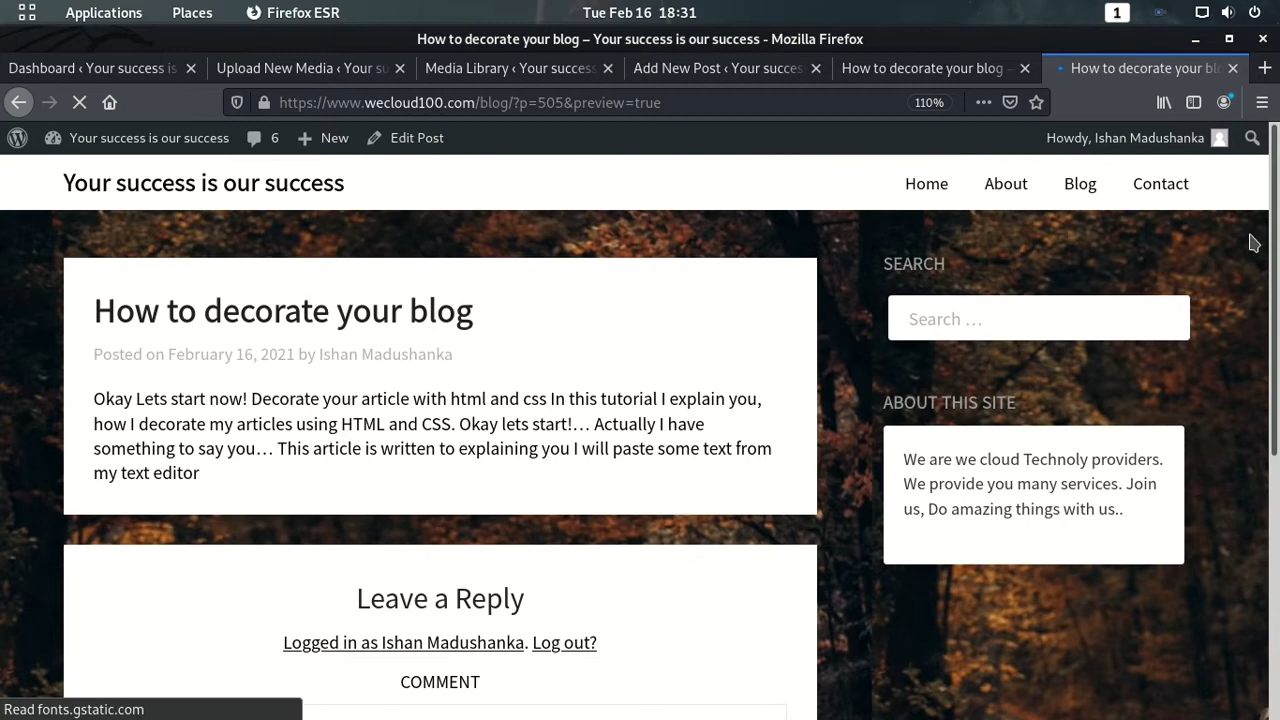 Applications Places Firefox ESR Tue Feb 16 18:31 1
How to decorate your blog – Your success is our success - Mozilla Firefox
Dashboard ‹ Your success is Upload New Media ‹ Your su Media Library ‹ Your success Add New Post ‹ Your succes How to decorate your blog – How to decorate your blo
https://www.wecloud100.com/blog/?p=505&preview=true 110%
Your success is our success 6 New Edit Post Howdy, Ishan Madushanka
Your success is our success Home About Blog Contact
How to decorate your blog
Posted on February 16, 2021 by Ishan Madushanka
Okay Lets start now! Decorate your article with html and css In this tutorial I explain you,
how I decorate my articles using HTML and CSS. Okay lets start!… Actually I have
something to say you… This article is written to explaining you I will paste some text from
my text editor
SEARCH
Search …
ABOUT THIS SITE
We are we cloud Technoly providers.
We provide you many services. Join
us, Do amazing things with us..
Leave a Reply
Logged in as Ishan Madushanka. Log out?
COMMENT
Read fonts.gstatic.com